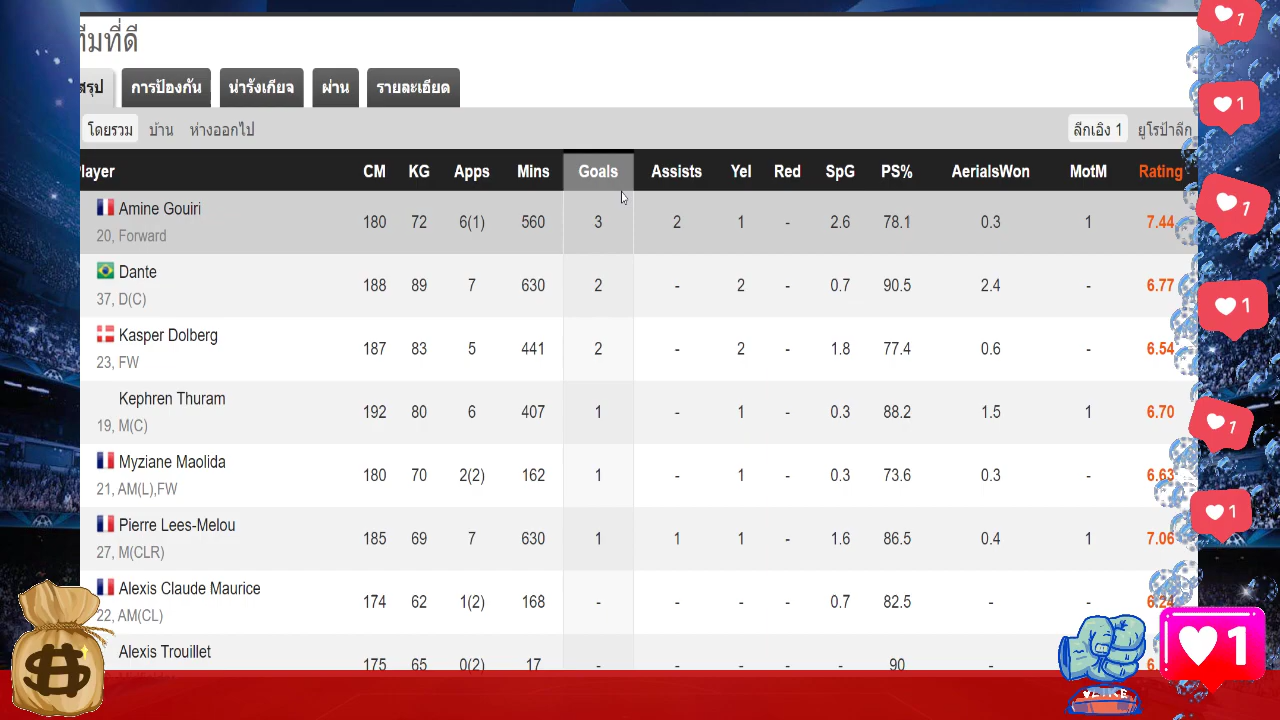 ทีมที่ดี
สรุป การป้องกัน น่ารังเกียจ ผ่าน รายละเอียด
โดยรวม บ้าน ห่างออกไป ลีกเอิง 1 ยูโรป้าลีก
Player CM KG Apps Mins Goals Assists Yel Red SpG PS% AerialsWon MotM Rating
Amine Gouiri
20, Forward
180 72 6(1) 560 3 2 1 - 2.6 78.1 0.3 1 7.44
Dante
37, D(C)
188 89 7 630 2 - 2 - 0.7 90.5 2.4 - 6.77
Kasper Dolberg
23, FW
187 83 5 441 2 - 2 - 1.8 77.4 0.6 - 6.54
Kephren Thuram
19, M(C)
192 80 6 407 1 - 1 - 0.3 88.2 1.5 1 6.70
Myziane Maolida
21, AM(L),FW
180 70 2(2) 162 1 - 1 - 0.3 73.6 0.3 - 6.63
Pierre Lees-Melou
27, M(CLR)
185 69 7 630 1 1 1 - 1.6 86.5 0.4 1 7.06
Alexis Claude Maurice
22, AM(CL)
174 62 1(2) 168 - - - - 0.7 82.5 - - 6.24
Alexis Trouillet
175 65 0(2) 17 - - - - - 90 -
1
1
1
1
1
1
1